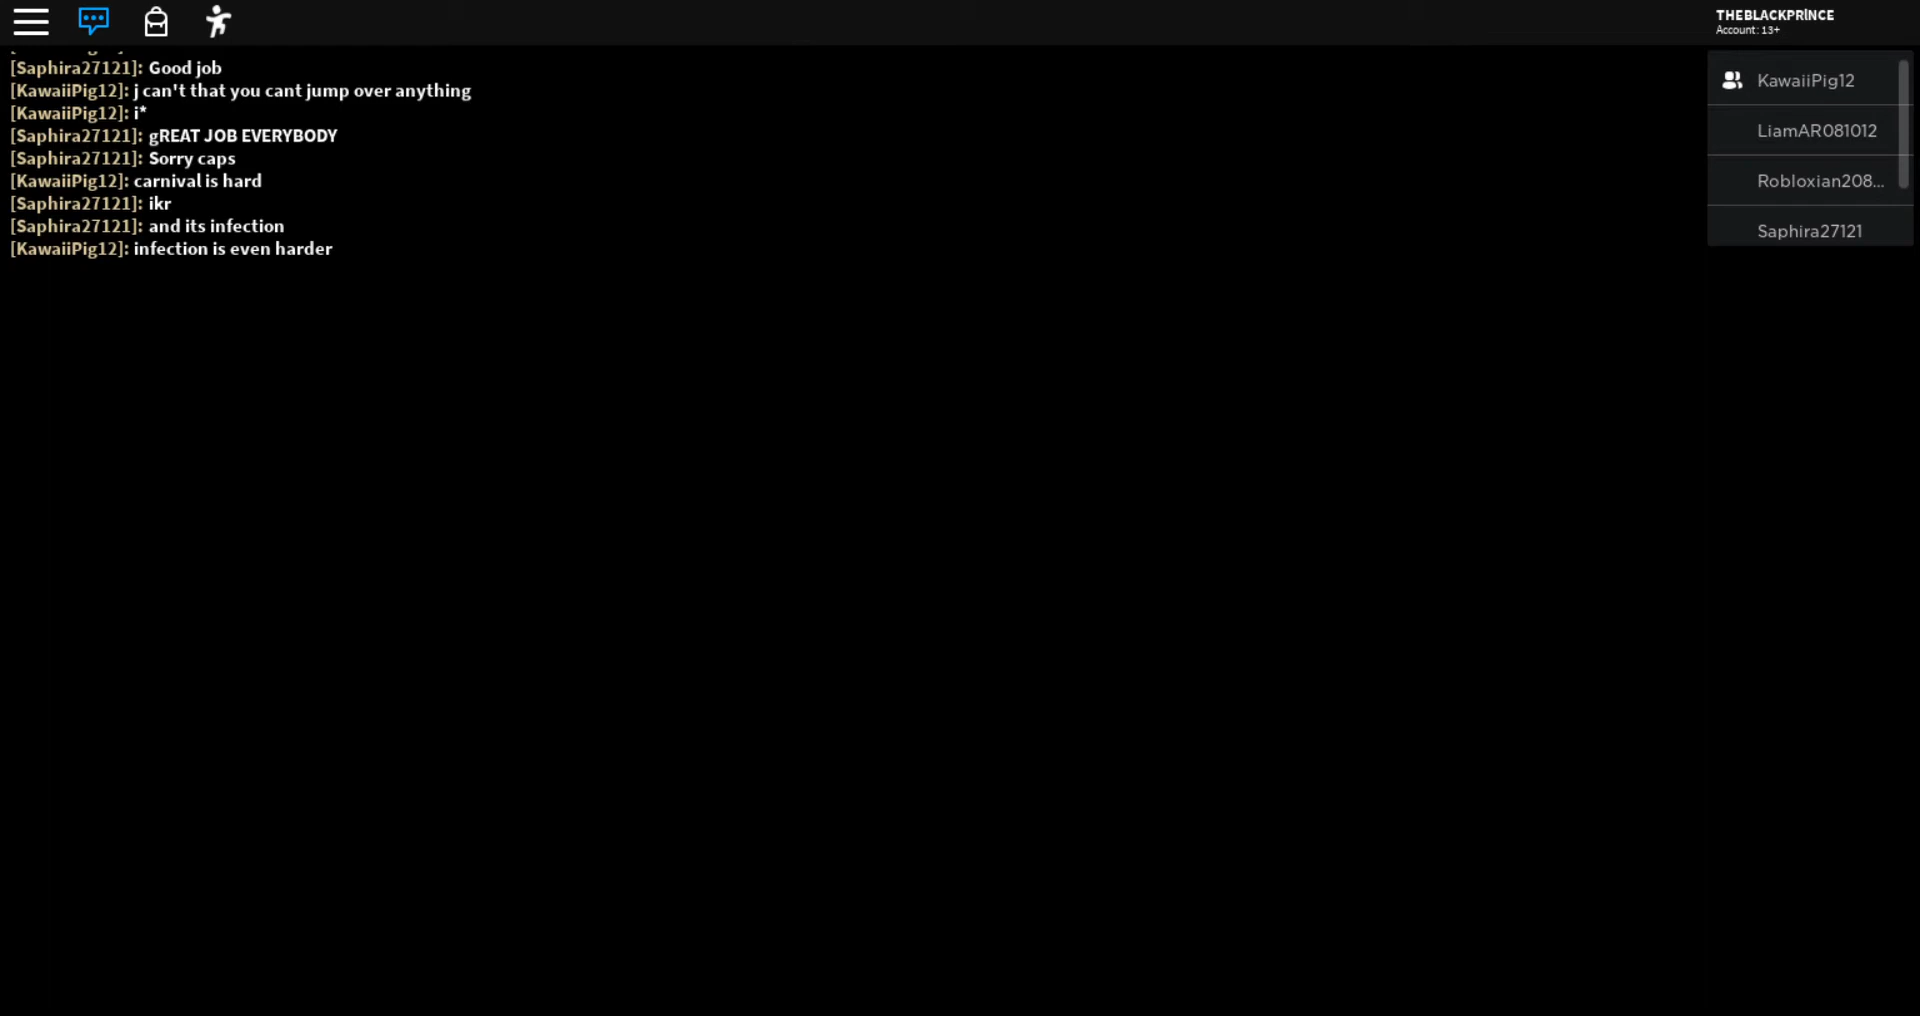 THEBLACKPRlNCE
Account: 13+
[Saphira27121]: Good job
[KawaiiPig12]: j can't that you cant jump over anything
[KawaiiPig12]: i*
[Saphira27121]: gREAT JOB EVERYBODY
[Saphira27121]: Sorry caps
[KawaiiPig12]: carnival is hard
[Saphira27121]: ikr
[Saphira27121]: and its infection
[KawaiiPig12]: infection is even harder
KawaiiPig12
LiamAR081012
Robloxian208...
Saphira27121